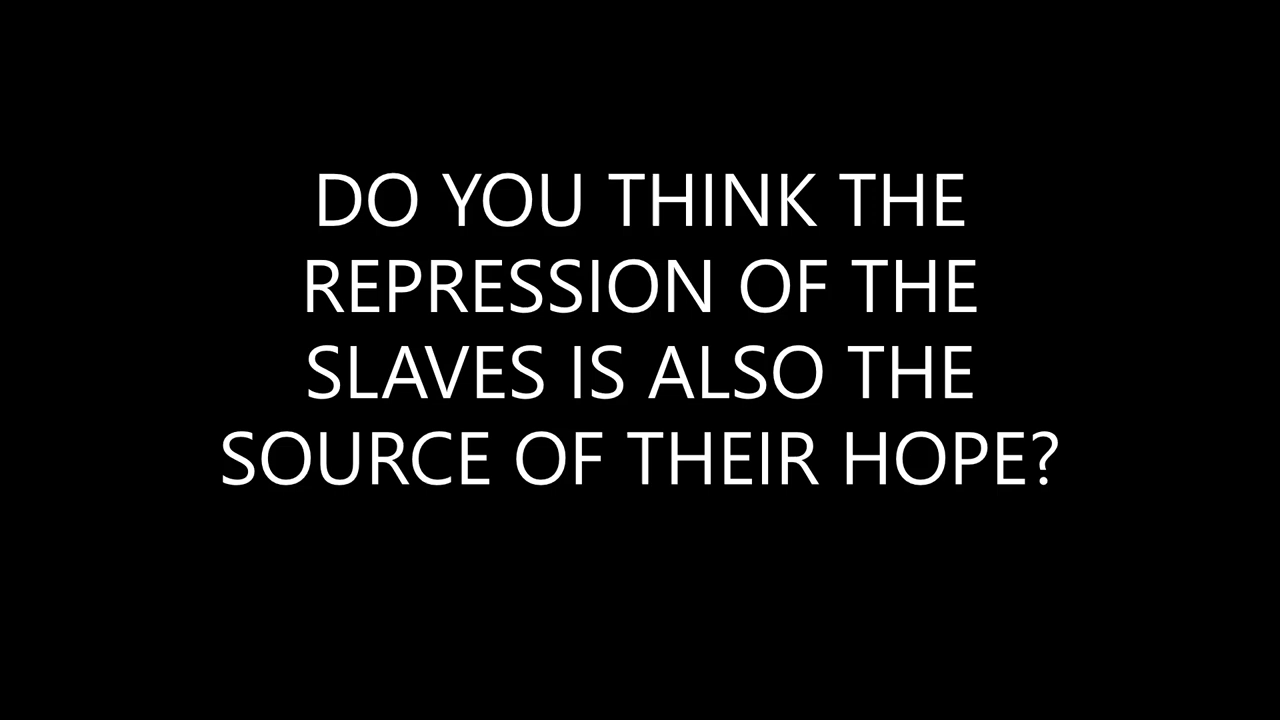 DO YOU THINK THE
REPRESSION OF THE
SLAVES IS ALSO THE
SOURCE OF THEIR HOPE?